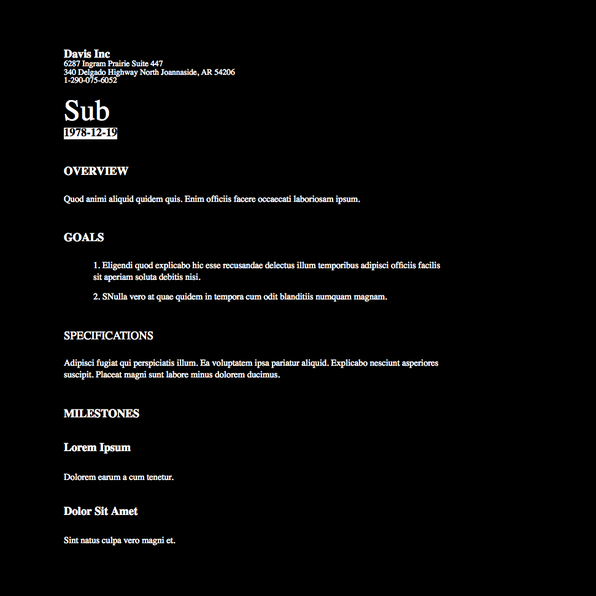 Davis Inc
6287 Ingram Prairie Suite 447
340 Delgado Highway North Joannaside, AR 54206
1-290-075-6052
Sub
1978-12-19
OVERVIEW
Quod animi aliquid quidem quis. Enim officiis facere occaecati laboriosam ipsum.
GOALS
1. Eligendi quod explicabo hic esse recusandae delectus illum temporibus adipisci officiis facilis
sit aperiam soluta debitis nisi.
2. SNulla vero at quae quidem in tempora cum odit blanditiis numquam magnam.
SPECIFICATIONS
Adipisci fugiat qui perspiciatis illum. Ea voluptatem ipsa pariatur aliquid. Explicabo nesciunt asperiores
suscipit. Placeat magni sunt labore minus dolorem ducimus.
MILESTONES
Lorem Ipsum
Dolorem earum a cum tenetur.
Dolor Sit Amet
Sint natus culpa vero magni et.